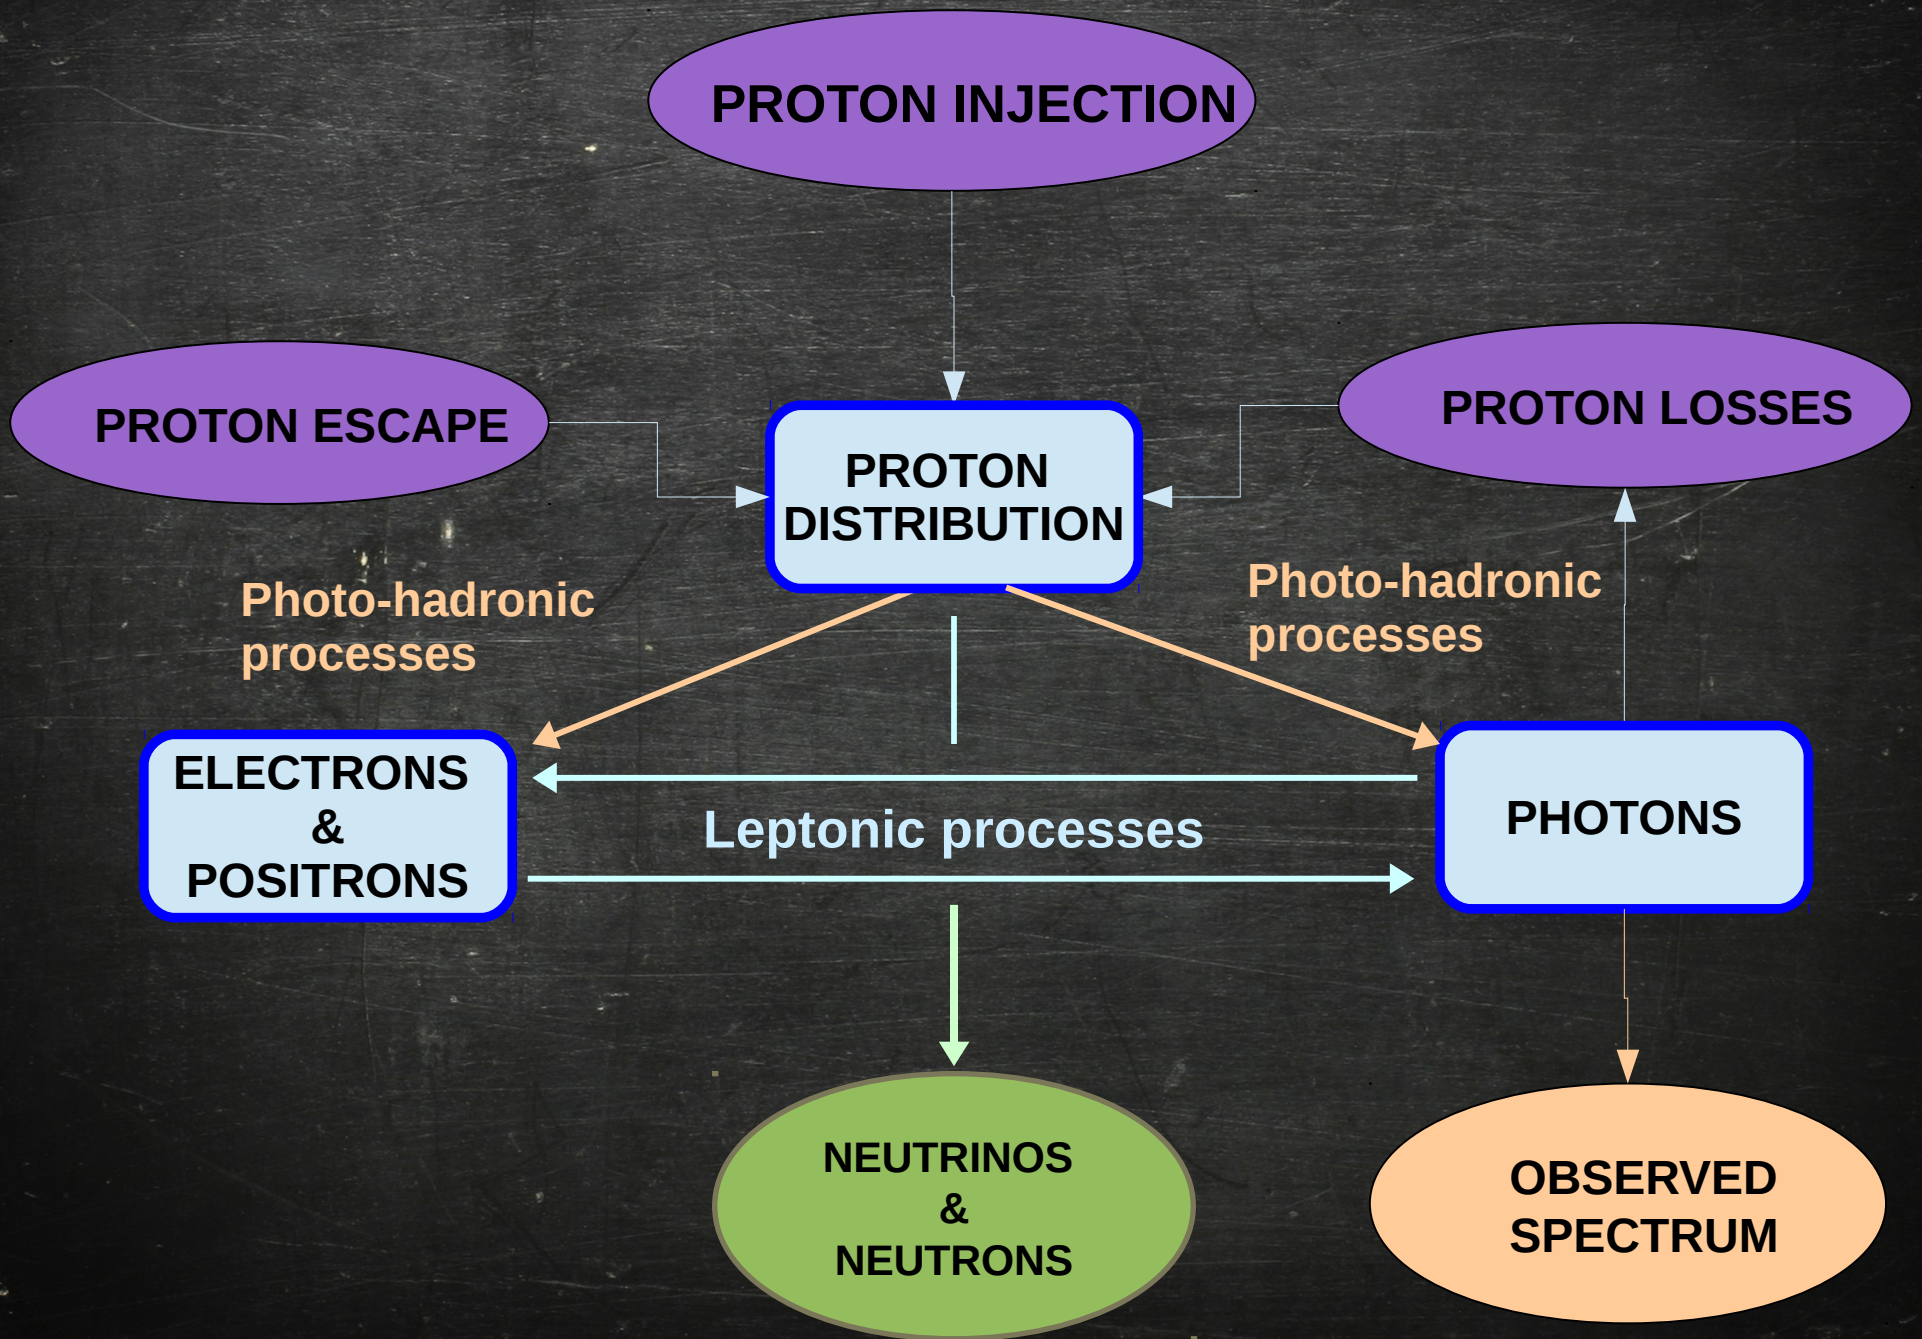 PROTON INJECTION
PROTON ESCAPE
PROTON LOSSES
PROTON
DISTRIBUTION
Photo-hadronic
processes
Photo-hadronic
processes
ELECTRONS
&
POSITRONS
Leptonic processes
PHOTONS
NEUTRINOS
&
NEUTRONS
OBSERVED
SPECTRUM